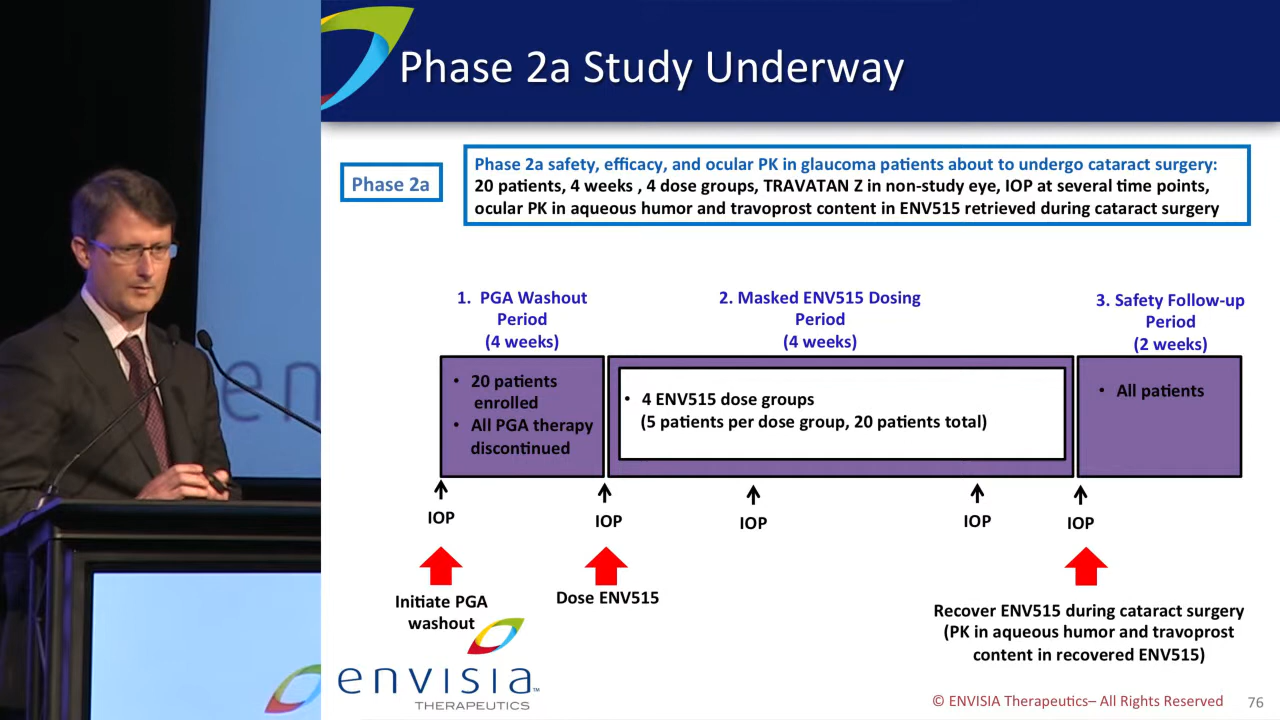 Phase 2a Study Underway
Phase 2a
Phase 2a safety, efficacy, and ocular PK in glaucoma patients about to undergo cataract surgery:
20 patients, 4 weeks , 4 dose groups, TRAVATAN Z in non-study eye, IOP at several time points,
ocular PK in aqueous humor and travoprost content in ENV515 retrieved during cataract surgery
1. PGA Washout
Period
(4 weeks)
2. Masked ENV515 Dosing
Period
(4 weeks)
3. Safety Follow-up
Period
(2 weeks)
• 20 patients
enrolled
• All PGA therapy
discontinued
• 4 ENV515 dose groups
(5 patients per dose group, 20 patients total)
• All patients
IOP
IOP
IOP
IOP
IOP
Initiate PGA
washout
Dose ENV515
Recover ENV515 during cataract surgery
(PK in aqueous humor and travoprost
content in recovered ENV515)
envisia™
THERAPEUTICS
© ENVISIA Therapeutics– All Rights Reserved
76
en